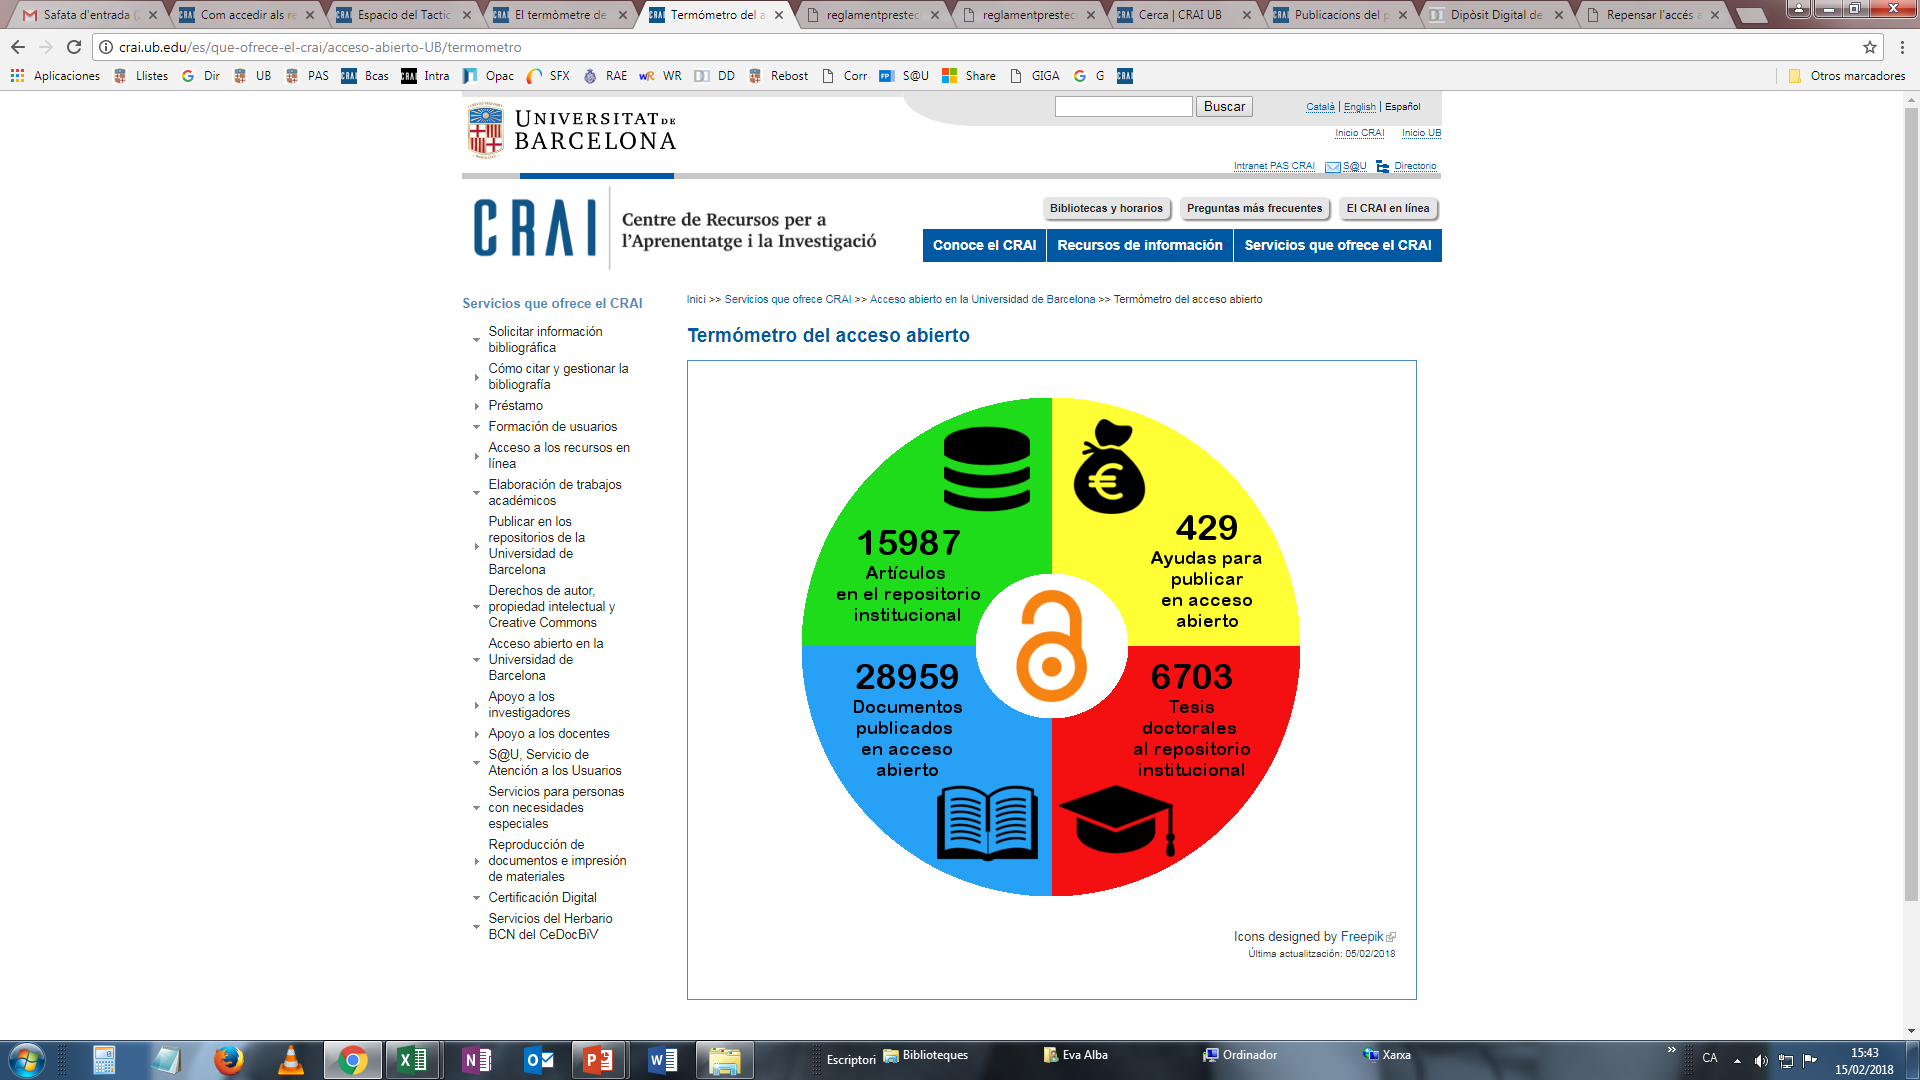 Safata d'entrada (2
Com accedir als re
Espacio del Tactic
El termòmetre de
Termómetro del a
reglamentprestec
reglamentprestec
Cerca | CRAI UB
Publicacions del p
Dipòsit Digital de
Repensar l'accés a
crai.ub.edu/es/que-ofrece-el-crai/acceso-abierto-UB/termometro
Aplicaciones Llistes Dir UB PAS Bcas Intra Opac SFX RAE WR DD Rebost Corr S@U Share GIGA G Otros marcadores
UNIVERSITAT DE
BARCELONA
Buscar
Català | English | Español
Inicio CRAI Inicio UB
Intranet PAS CRAI S@U Directorio
CRAI
Centre de Recursos per a
l'Aprenentatge i la Investigació
Bibliotecas y horarios Preguntas más frecuentes El CRAI en línea
Conoce el CRAI Recursos de información Servicios que ofrece el CRAI
Servicios que ofrece el CRAI
Solicitar información
bibliográfica
Cómo citar y gestionar la
bibliografía
Préstamo
Formación de usuarios
Acceso a los recursos en
línea
Elaboración de trabajos
académicos
Publicar en los
repositorios de la
Universidad de
Barcelona
Derechos de autor,
propiedad intelectual y
Creative Commons
Acceso abierto en la
Universidad de
Barcelona
Apoyo a los
investigadores
Apoyo a los docentes
S@U, Servicio de
Atención a los Usuarios
Servicios para personas
con necesidades
especiales
Reproducción de
documentos e impresión
de materiales
Certificación Digital
Servicios del Herbario
BCN del CeDocBiV
Inici >> Servicios que ofrece CRAI >> Acceso abierto en la Universidad de Barcelona >> Termómetro del acceso abierto
Termómetro del acceso abierto
15987
Artículos
en el repositorio
institucional
429
Ayudas para
publicar
en acceso
abierto
28959
Documentos
publicados
en acceso
abierto
6703
Tesis
doctorales
al repositorio
institucional
Icons designed by Freepik
Última actualització: 05/02/2018
Escriptori Biblioteques Eva Alba Ordinador Xarxa » CA 15:43
15/02/2018